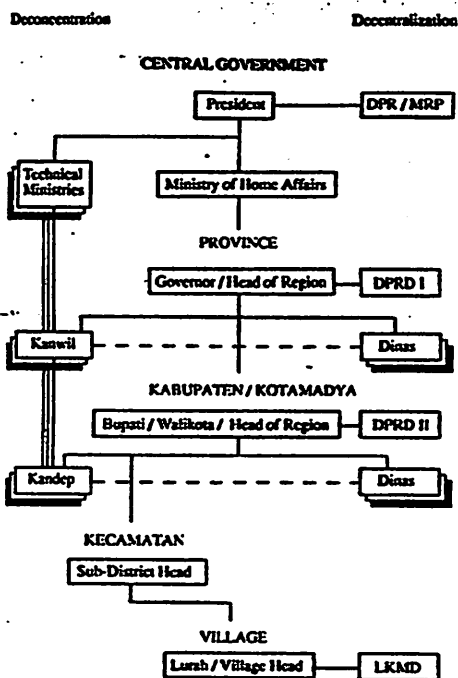 Deconcentration Decentralization
CENTRAL GOVERNMENT
President DPR / MRP
Technical
Ministries
Ministry of Home Affairs
PROVINCE
Governor / Head of Region DPRD I
Kanwil Dinas
KABUPATEN / KOTAMADYA
Bupati / Walikota / Head of Region DPRD II
Kandep Dinas
KECAMATAN
Sub-District Head
VILLAGE
Lurah / Village Head LKMD